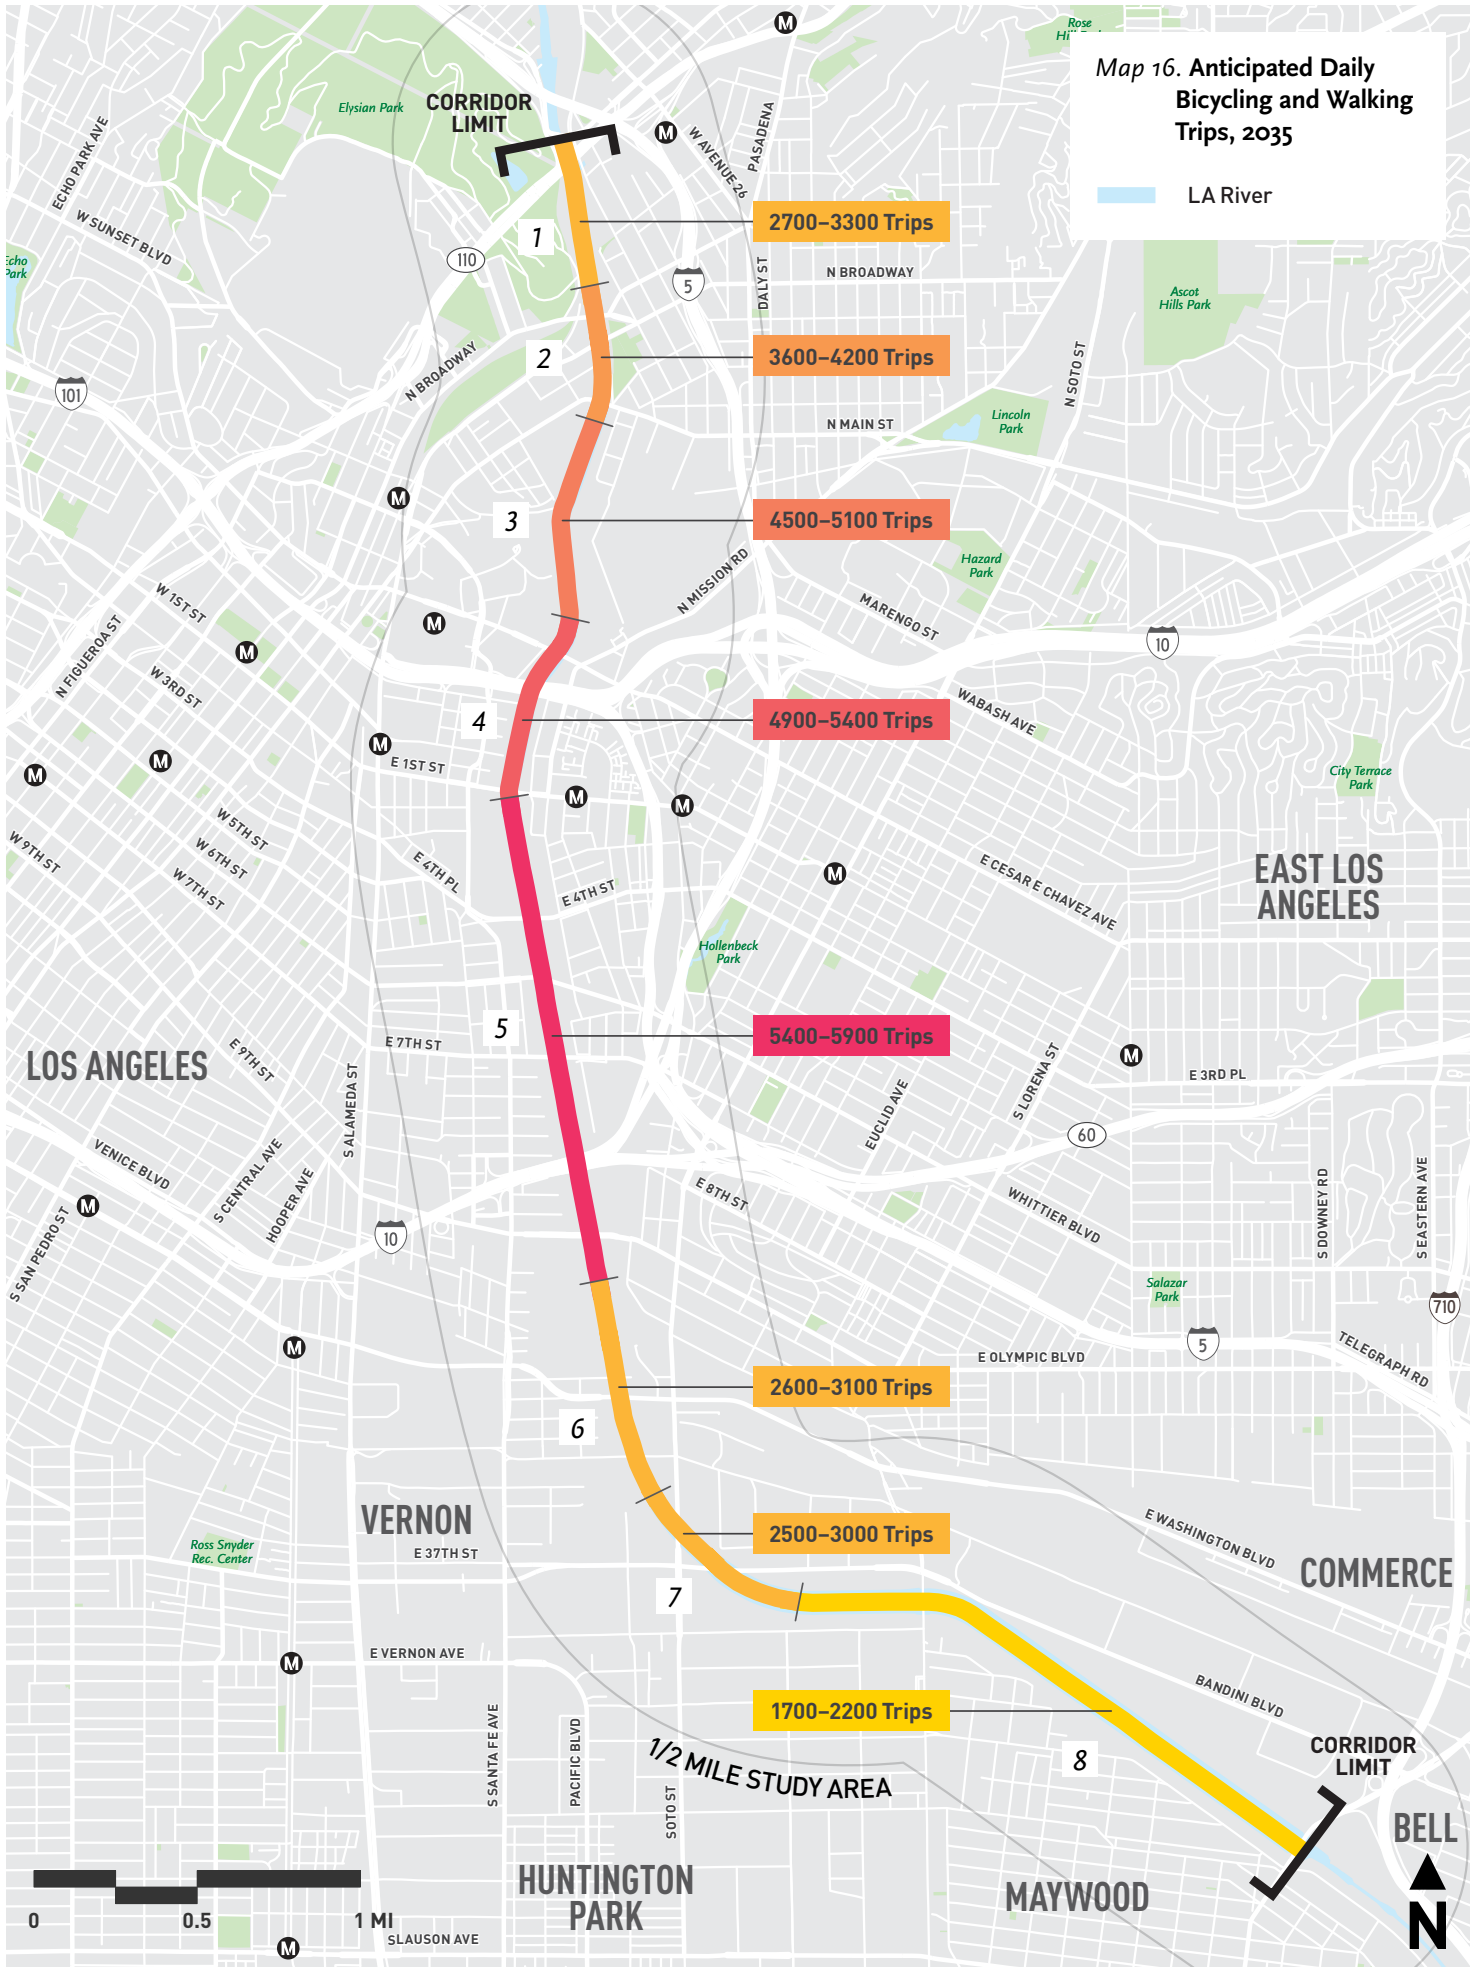 Map 16. Anticipated Daily
Bicycling and Walking
Trips, 2035
LA River
Rose
Elysian Park
CORRIDOR
LIMIT
M
M
W AVENUE 26
PASADENA
ECHO PARK AVE
W SUNSET BLVD
Echo
Park
110
1
2700–3300 Trips
5
DALY ST
N BROADWAY
Ascot
Hills Park
2
3600–4200 Trips
N BROADWAY
101
N SOTO ST
N MAIN ST
Lincoln
Park
M
3
4500–5100 Trips
Hazard
Park
N MISSION RD
MARENGO ST
W 1ST ST
M
M
N FIGUEROA ST
W 3RD ST
10
4
4900–5400 Trips
WABASH AVE
M
M
M
E 1ST ST
M
M
City Terrace
Park
W 5TH ST
W 6TH ST
W 7TH ST
W 9TH ST
E 4TH PL
E 4TH ST
M
E CESAR E CHAVEZ AVE
EAST LOS
ANGELES
Hollenbeck
Park
5
5400–5900 Trips
LOS ANGELES
E 9TH ST
E 7TH ST
S ALAMEDA ST
M
E 3RD PL
S LORENA ST
EUCLID AVE
60
VENICE BLVD
S CENTRAL AVE
HOOPER AVE
M
S SAN PEDRO ST
10
E 8TH ST
WHITTIER BLVD
S DOWNEY RD
S EASTERN AVE
Salazar
Park
710
5
M
E OLYMPIC BLVD
TELEGRAPH RD
2600–3100 Trips
6
VERNON
2500–3000 Trips
E WASHINGTON BLVD
Ross Snyder
Rec. Center
E 37TH ST
COMMERCE
7
E VERNON AVE
M
1700–2200 Trips
BANDINI BLVD
S SANTA FE AVE
PACIFIC BLVD
SOTO ST
1/2 MILE STUDY AREA
8
CORRIDOR
LIMIT
BELL
HUNTINGTON
PARK
MAYWOOD
N
0 0.5 1 MI
SLAUSON AVE
M